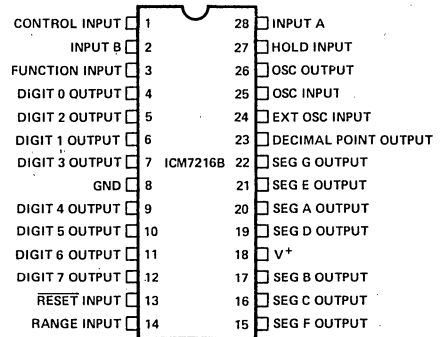 CONTROL INPUT 1 28 INPUT A
INPUT B 2 27 HOLD INPUT
FUNCTION INPUT 3 26 OSC OUTPUT
DIGIT 0 OUTPUT 4 25 OSC INPUT
DIGIT 2 OUTPUT 5 24 EXT OSC INPUT
DIGIT 1 OUTPUT 6 23 DECIMAL POINT OUTPUT
DIGIT 3 OUTPUT 7 ICM7216B 22 SEG G OUTPUT
GND 8 21 SEG E OUTPUT
DIGIT 4 OUTPUT 9 20 SEG A OUTPUT
DIGIT 5 OUTPUT 10 19 SEG D OUTPUT
DIGIT 6 OUTPUT 11 18 V+
DIGIT 7 OUTPUT 12 17 SEG B OUTPUT
RESET INPUT 13 16 SEG C OUTPUT
RANGE INPUT 14 15 SEG F OUTPUT